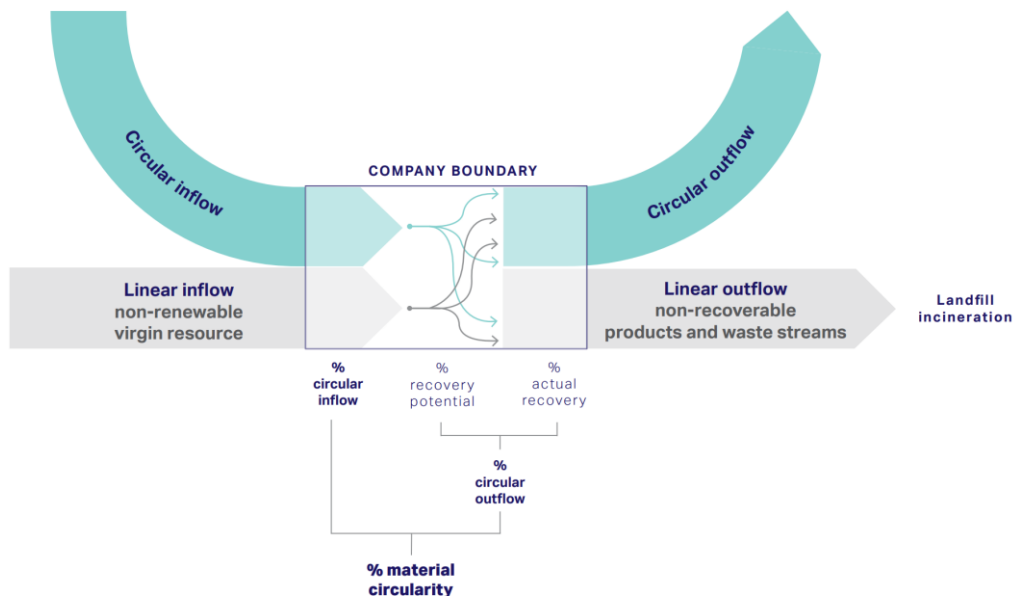 Circular inflow
COMPANY BOUNDARY
Circular outflow
Linear inflow
non-renewable
virgin resource
Linear outflow
non-recoverable
products and waste streams
Landfill
incineration
%
circular
inflow
%
recovery
potential
%
actual
recovery
%
circular
outflow
% material
circularity